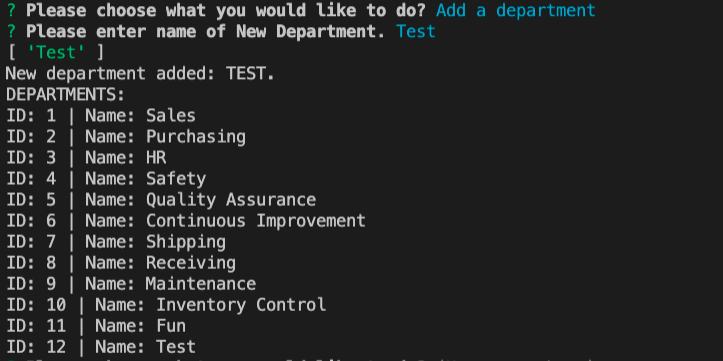 ? Please choose what you would like to do? Add a department
? Please enter name of New Department. Test
[ 'Test' ]
New department added: TEST.
DEPARTMENTS:
ID: 1 | Name: Sales
ID: 2 | Name: Purchasing
ID: 3 | Name: HR
ID: 4 | Name: Safety
ID: 5 | Name: Quality Assurance
ID: 6 | Name: Continuous Improvement
ID: 7 | Name: Shipping
ID: 8 | Name: Receiving
ID: 9 | Name: Maintenance
ID: 10 | Name: Inventory Control
ID: 11 | Name: Fun
ID: 12 | Name: Test